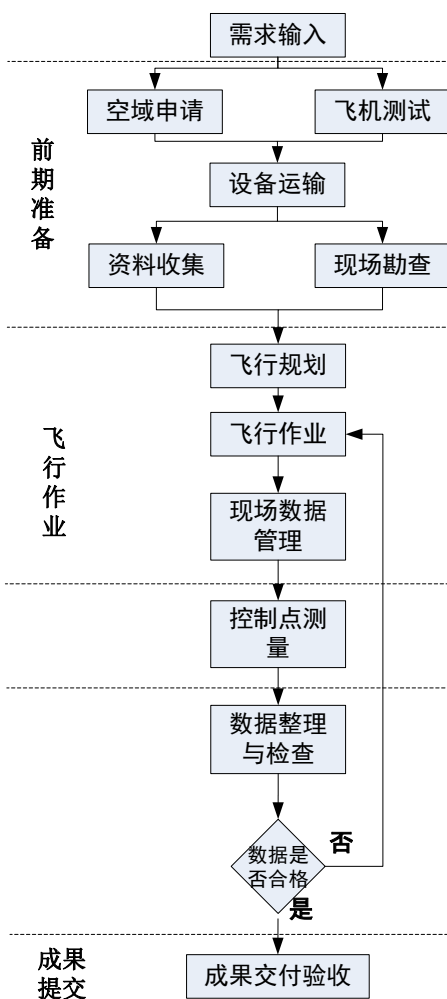 需求输入
空域申请
飞机测试
前
期
准
备
设备运输
资料收集
现场勘查
飞行规划
飞
行
作
业
飞行作业
现场数据
管理
控制点测
量
数据整理
与检查
数据是
否合格
否
是
成果
提交
成果交付验收